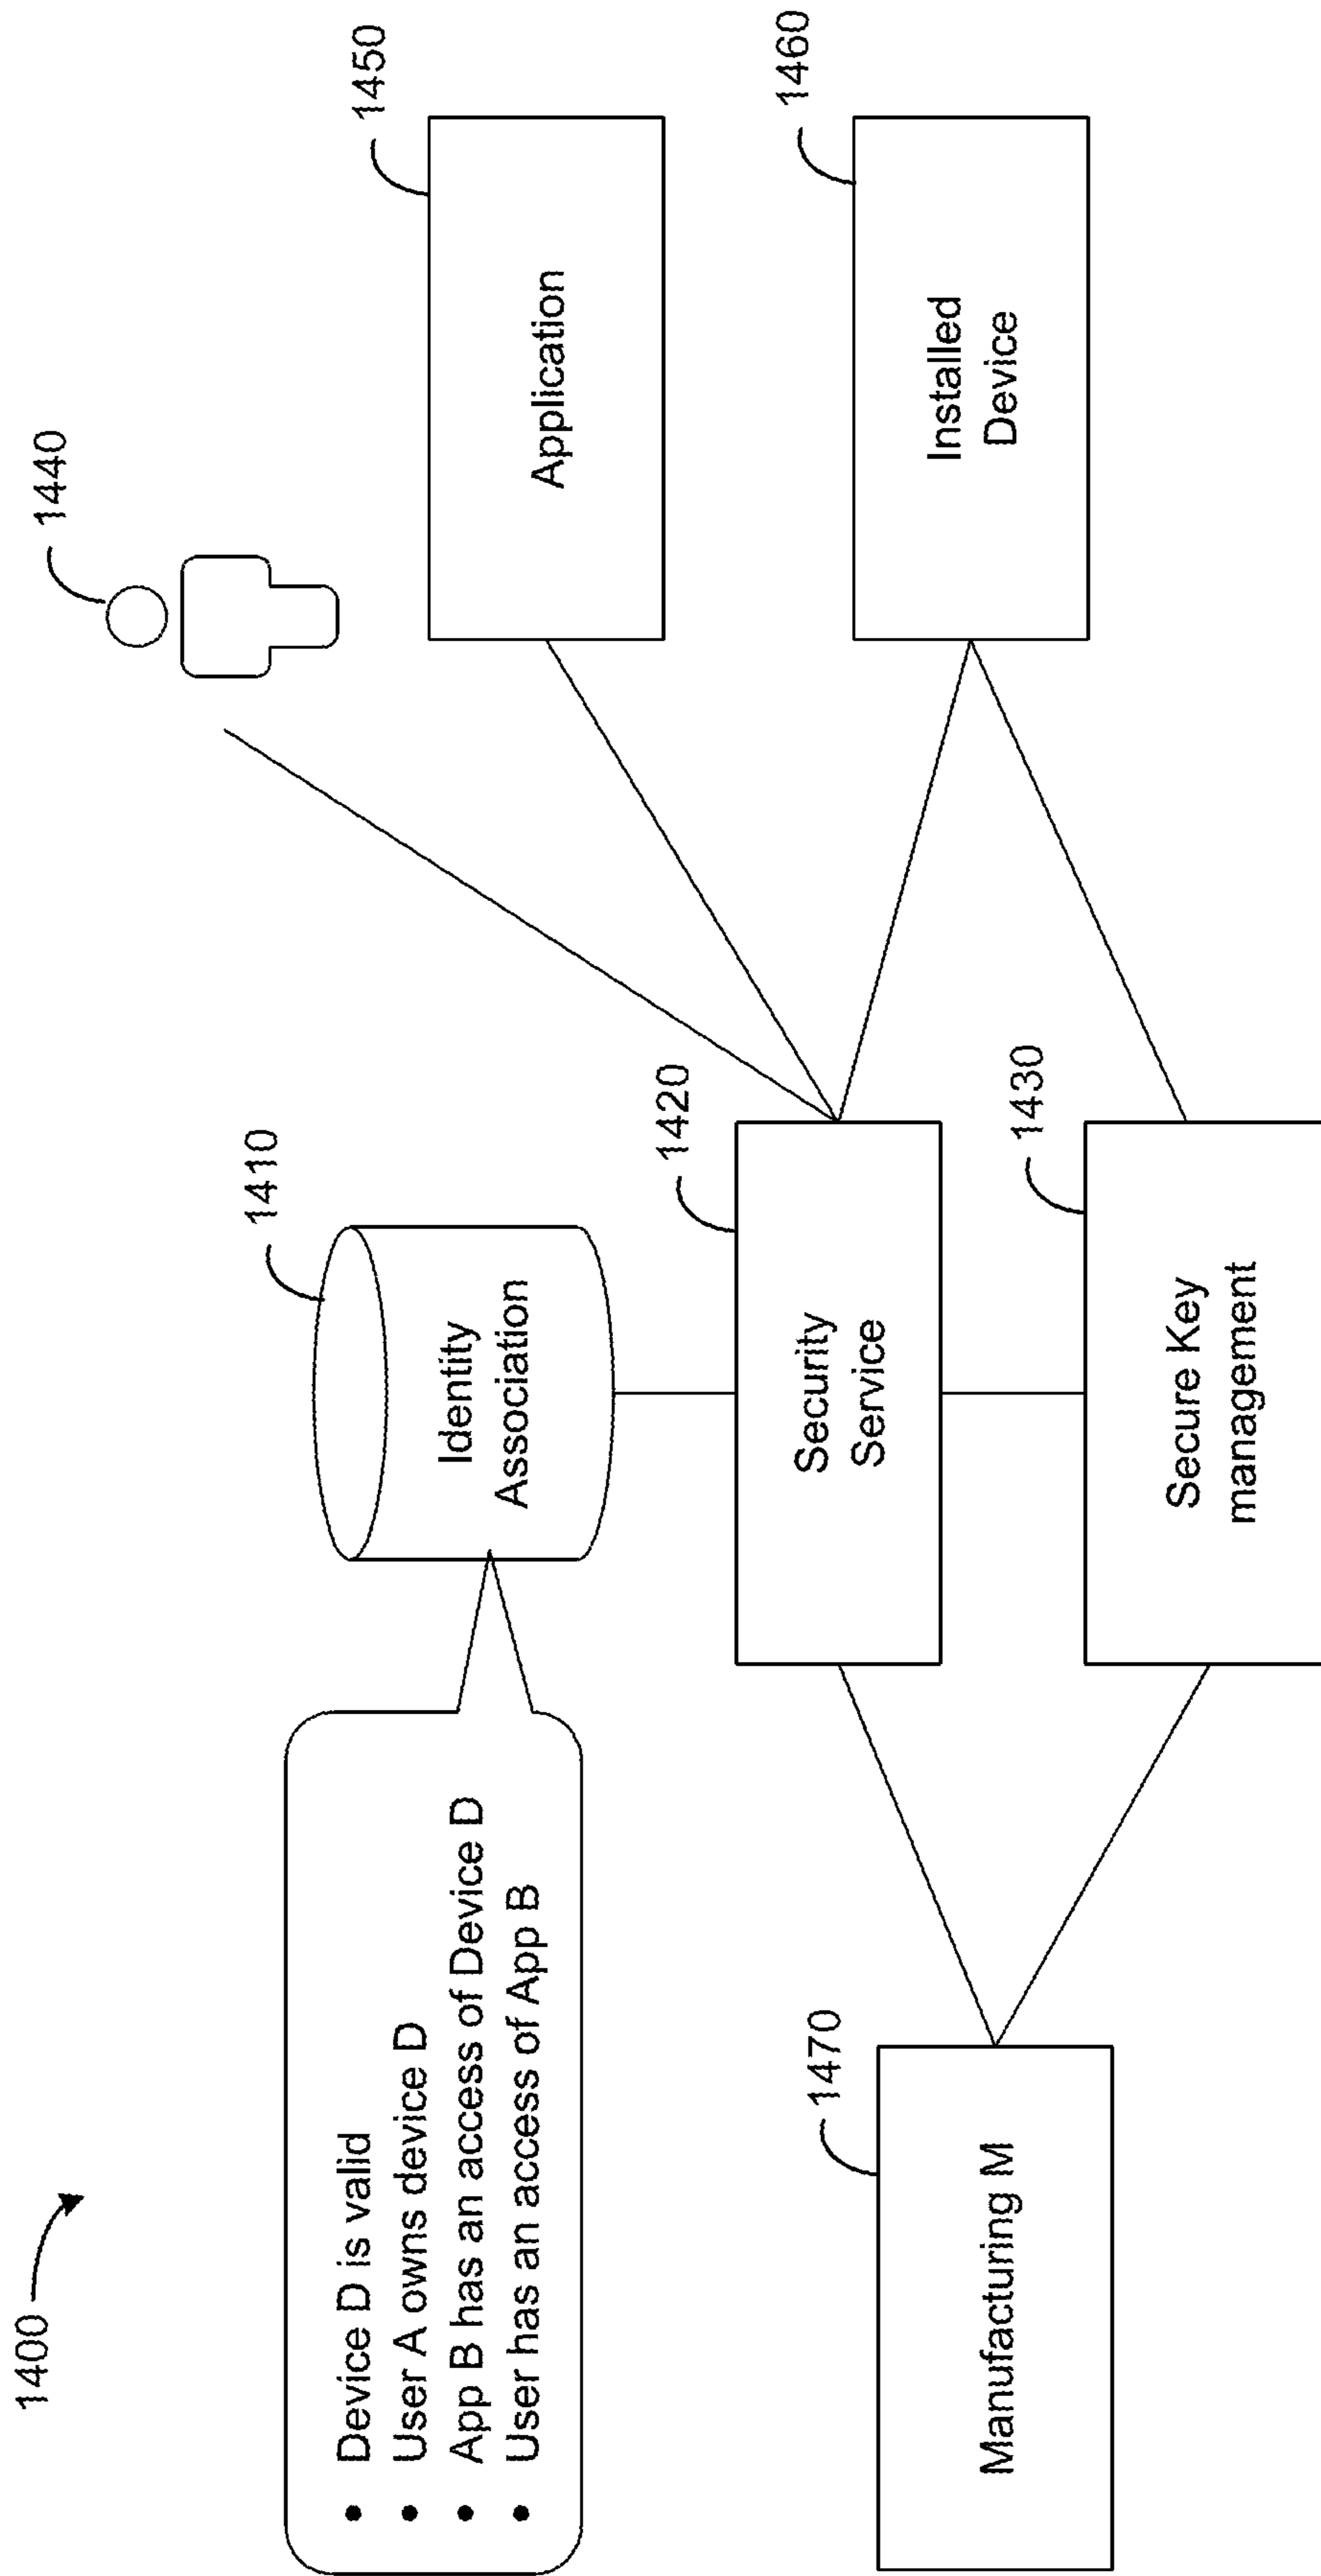 1400
1440
1450
1410
• Device D is valid
• User A owns device D
• App B has an access of Device D
• User has an access of App B
Identity
Association
Application
1420
1460
1470
Security
Service
Installed
Device
1430
Manufacturing M
Secure Key
management